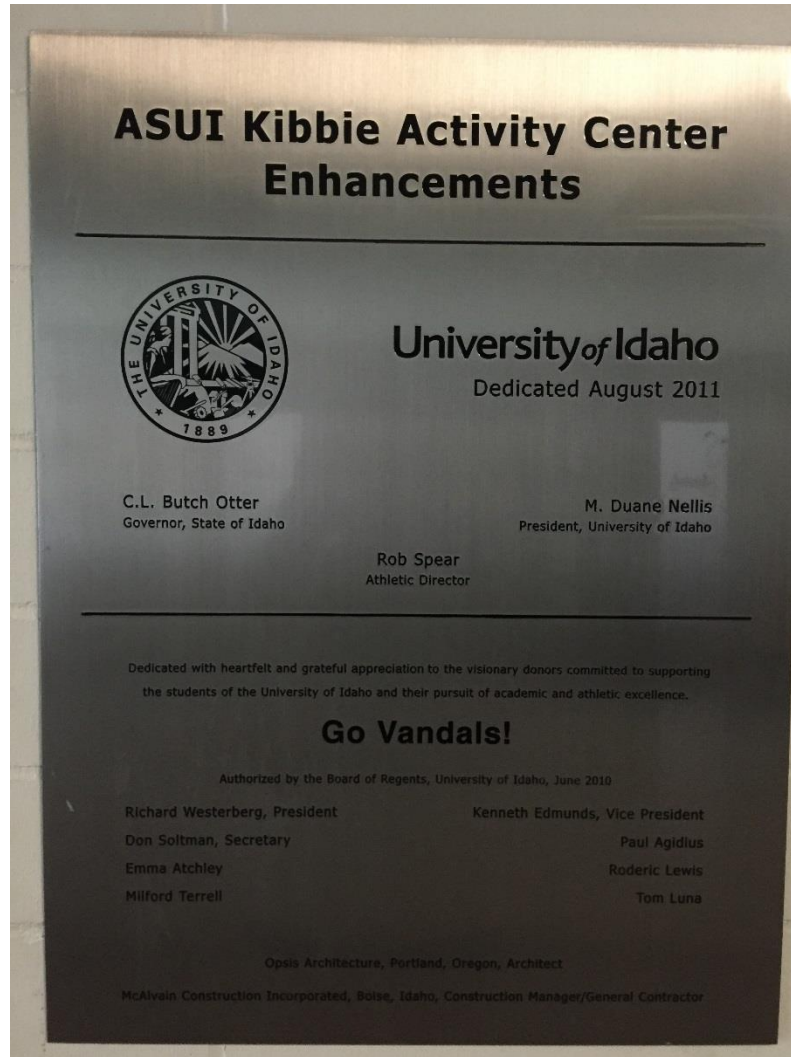 ASUI Kibbie Activity Center
Enhancements
THE UNIVERSITY OF IDAHO
1889
University of Idaho
Dedicated August 2011
C.L. Butch Otter
Governor, State of Idaho
M. Duane Nellis
President, University of Idaho
Rob Spear
Athletic Director
Dedicated with heartfelt and grateful appreciation to the visionary donors committed to supporting
the students of the University of Idaho and their pursuit of academic and athletic excellence.
Go Vandals!
Authorized by the Board of Regents, University of Idaho, June 2010
Richard Westerberg, President
Kenneth Edmunds, Vice President
Don Soltman, Secretary
Paul Agidius
Emma Atchley
Roderic Lewis
Milford Terrell
Tom Luna
Opsis Architecture, Portland, Oregon, Architect
McAlvain Construction Incorporated, Boise, Idaho, Construction Manager/General Contractor